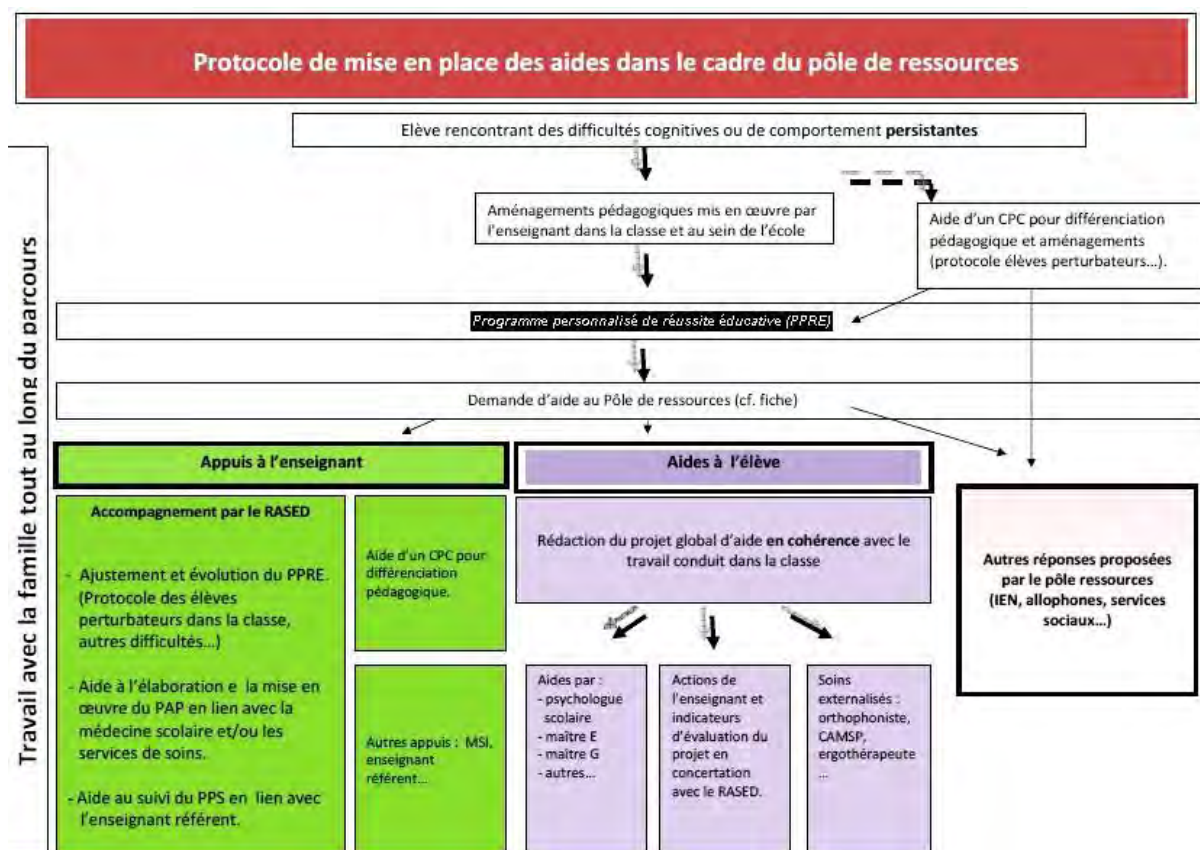 Protocole de mise en place des aides dans le cadre du pôle de ressources
Elève rencontrant des difficultés cognitives ou de comportement persistantes
Aménagements pédagogiques mis en œuvre par
l'enseignant dans la classe et au sein de l'école
Aide d'un CPC pour différenciation
pédagogique et aménagements
(protocole élèves perturbateurs...).
Programme personnalisé de réussite éducative (PPRE)
Demande d'aide au Pôle de ressources (cf. fiche)
Travail avec la famille tout au long du parcours
Appuis à l'enseignant
Accompagnement par le RASED
- Ajustement et évolution du PPRE.
(Protocole des élèves
perturbateurs dans la classe,
autres difficultés...)
- Aide à l'élaboration e la mise en
œuvre du PAP en lien avec la
médecine scolaire et/ou les
services de soins.
- Aide au suivi du PPS en lien avec
l'enseignant référent.
Aide d'un CPC pour
différenciation
pédagogique.
Autres appuis : MSI,
enseignant
référent...
Aides à l'élève
Rédaction du projet global d'aide en cohérence avec le
travail conduit dans la classe
Aides par :
- psychologue
scolaire
- maître E
- maître G
- autres...
Actions de
l'enseignant et
indicateurs
d'évaluation du
projet en
concertation
avec le RASED.
Soins
externalisés :
orthophoniste,
CAMSP,
ergothérapeute
...
Autres réponses proposées
par le pôle ressources
(IEN, allophones, services
sociaux...)